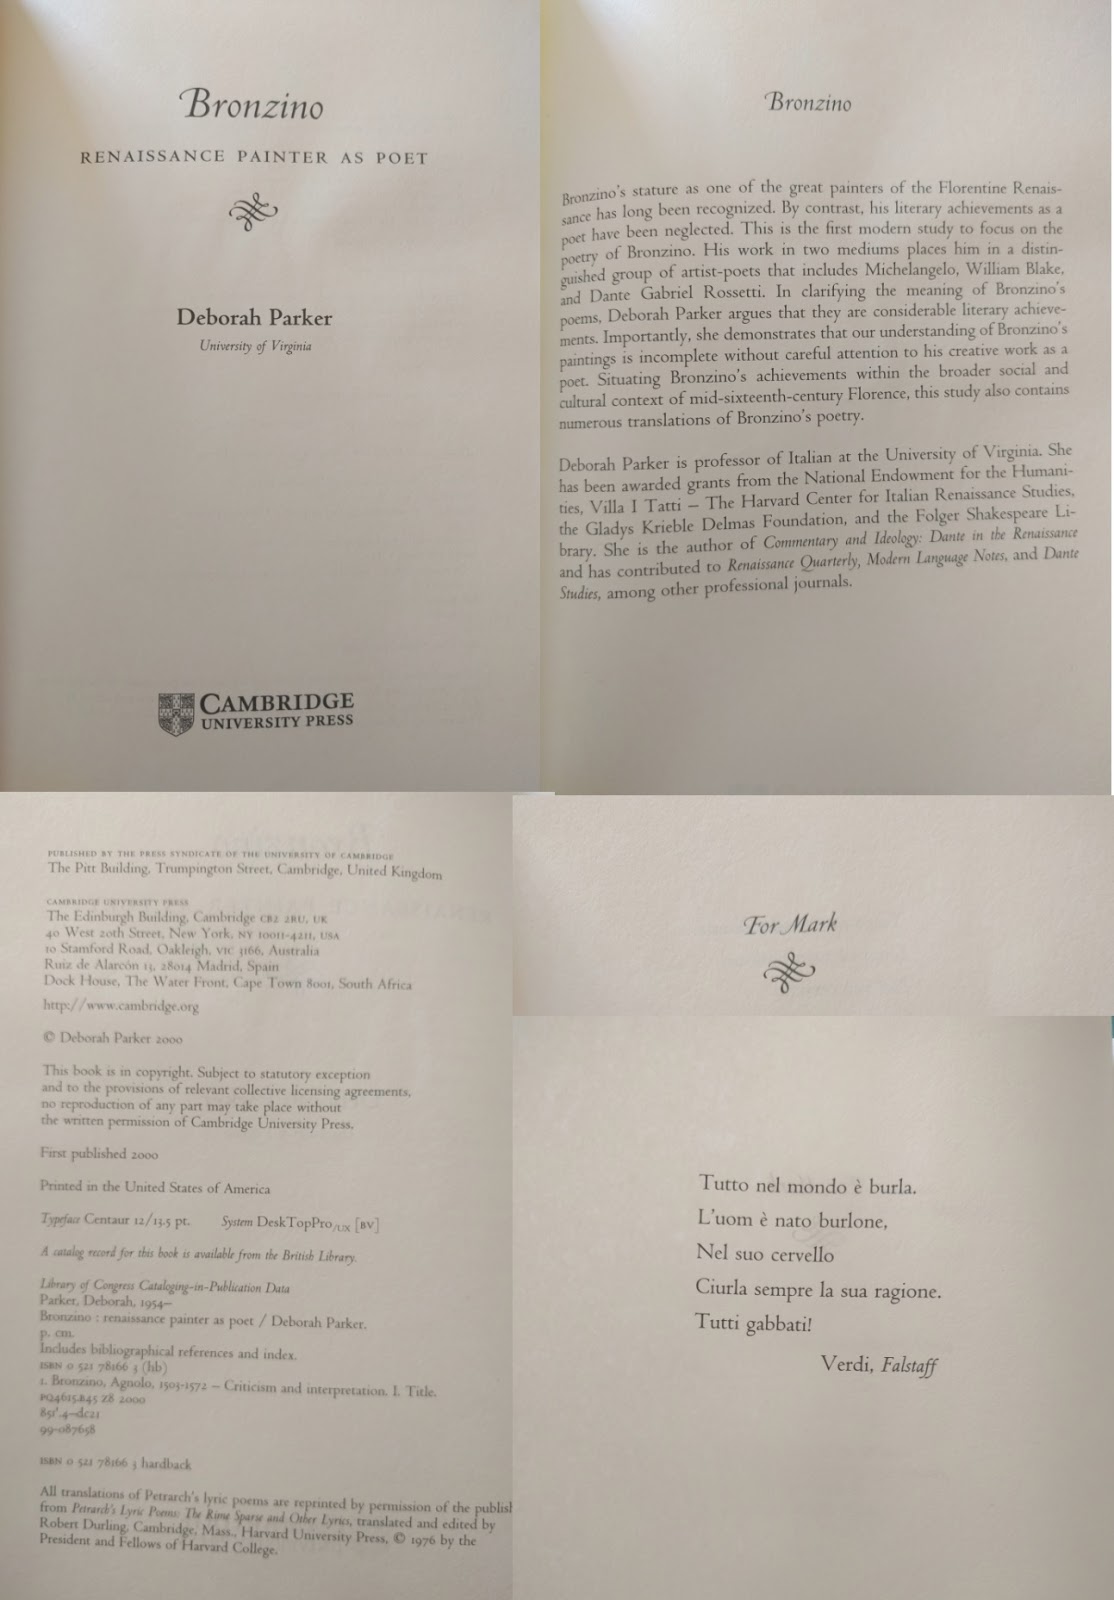 Bronzino
RENAISSANCE PAINTER AS POET
Deborah Parker
University of Virginia
CAMBRIDGE
UNIVERSITY PRESS
Bronzino
Bronzino's stature as one of the great painters of the Florentine Renais-
sance has long been recognized. By contrast, his literary achievements as a
poet have been neglected. This is the first modern study to focus on the
poetry of Bronzino. His work in two mediums places him in a distin-
guished group of artist-poets that includes Michelangelo, William Blake,
and Dante Gabriel Rossetti. In clarifying the meaning of Bronzino's
poems, Deborah Parker argues that they are considerable literary achieve-
ments. Importantly, she demonstrates that our understanding of Bronzino's
paintings is incomplete without careful attention to his creative work as a
poet. Situating Bronzino's achievements within the broader social and
cultural context of mid-sixteenth-century Florence, this study also contains
numerous translations of Bronzino's poetry.
Deborah Parker is professor of Italian at the University of Virginia. She
has been awarded grants from the National Endowment for the Humani-
ties, Villa I Tatti – The Harvard Center for Italian Renaissance Studies,
the Gladys Krieble Delmas Foundation, and the Folger Shakespeare Li-
brary. She is the author of Commentary and Ideology: Dante in the Renaissance
and has contributed to Renaissance Quarterly, Modern Language Notes, and Dante
Studies, among other professional journals.
PUBLISHED BY THE PRESS SYNDICATE OF THE UNIVERSITY OF CAMBRIDGE
The Pitt Building, Trumpington Street, Cambridge, United Kingdom
CAMBRIDGE UNIVERSITY PRESS
The Edinburgh Building, Cambridge CB2 2RU, UK
40 West 20th Street, New York, NY 10011-4211, USA
10 Stamford Road, Oakleigh, VIC 3166, Australia
Ruiz de Alarcón 13, 28014 Madrid, Spain
Dock House, The Water Front, Cape Town 8001, South Africa
http://www.cambridge.org
© Deborah Parker 2000
This book is in copyright. Subject to statutory exception
and to the provisions of relevant collective licensing agreements,
no reproduction of any part may take place without
the written permission of Cambridge University Press.
First published 2000
Printed in the United States of America
Typeface Centaur 12/13.5 pt. System DeskTopPro/UX [BV]
A catalog record for this book is available from the British Library.
Library of Congress Cataloging-in-Publication Data
Parker, Deborah, 1954–
Bronzino : renaissance painter as poet / Deborah Parker.
p. cm.
Includes bibliographical references and index.
ISBN 0 521 78166 3 (hb)
1. Bronzino, Agnolo, 1503-1572 – Criticism and interpretation. I. Title.
PQ4615.B45 Z8 2000
851'.4–dc21
99-087658
ISBN 0 521 78166 3 hardback
All translations of Petrarch's lyric poems are reprinted by permission of the publish
from Petrarch's Lyric Poems: The Rime Sparse and Other Lyrics, translated and edited by
Robert Durling, Cambridge, Mass., Harvard University Press, © 1976 by the
President and Fellows of Harvard College.
For Mark
Tutto nel mondo è burla.
L'uom è nato burlone,
Nel suo cervello
Ciurla sempre la sua ragione.
Tutti gabbati!
Verdi, Falstaff